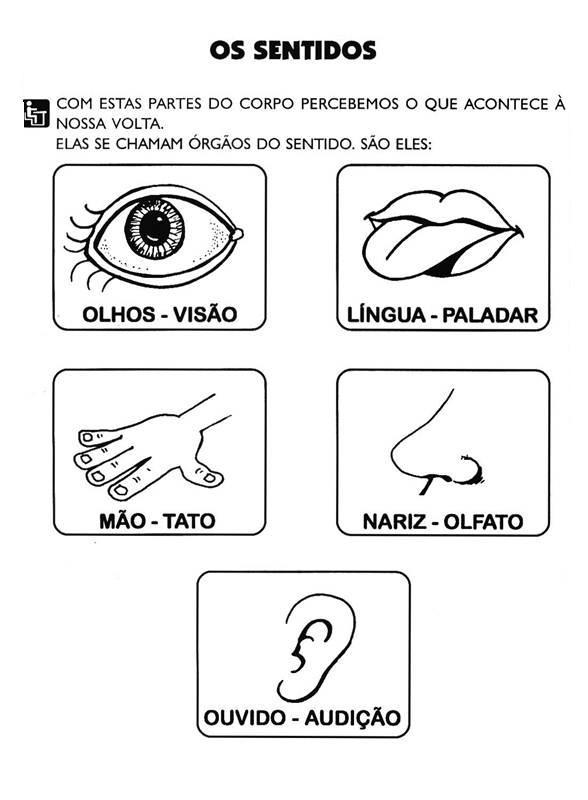 OS SENTIDOS
COM ESTAS PARTES DO CORPO PERCEBEMOS O QUE ACONTECE À
NOSSA VOLTA.
ELAS SE CHAMAM ÓRGÃOS DO SENTIDO. SÃO ELES:
OLHOS - VISÃO
LÍNGUA - PALADAR
MÃO - TATO
NARIZ - OLFATO
OUVIDO - AUDIÇÃO